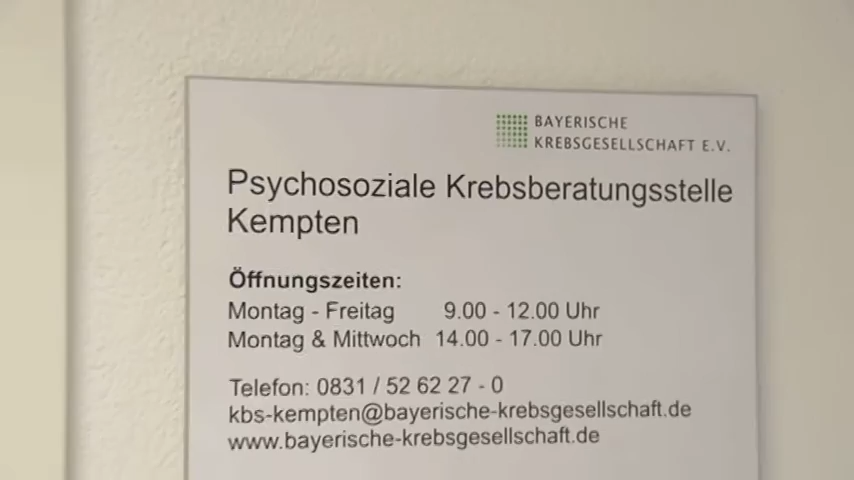 BAYERISCHE
KREBSGESELLSCHAFT E.V.
Psychosoziale Krebsberatungsstelle
Kempten
Öffnungszeiten:
Montag - Freitag 9.00 - 12.00 Uhr
Montag & Mittwoch 14.00 - 17.00 Uhr
Telefon: 0831 / 52 62 27 - 0
kbs-kempten@bayerische-krebsgesellschaft.de
www.bayerische-krebsgesellschaft.de